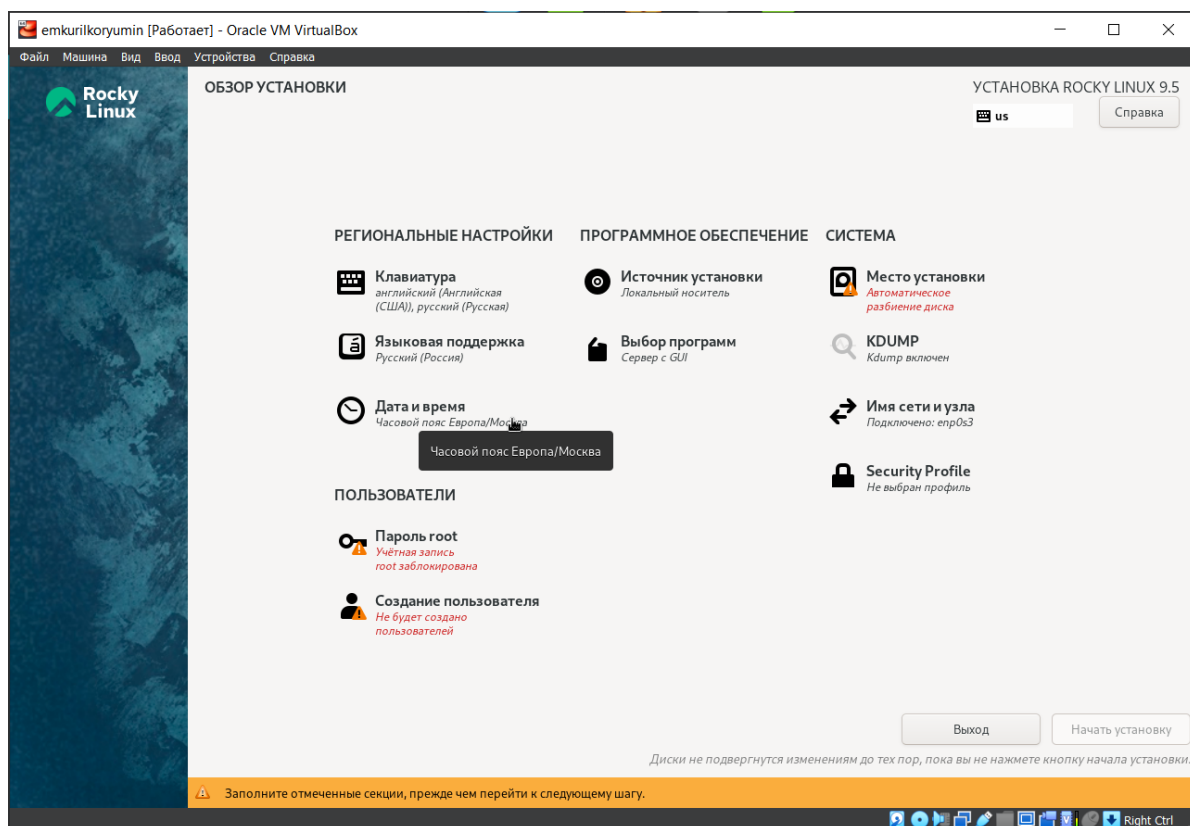 emkurilkoryumin [Работает] - Oracle VM VirtualBox
Файл Машина Вид Ввод Устройства Справка
Rocky
Linux
ОБЗОР УСТАНОВКИ
УСТАНОВКА ROCKY LINUX 9.5
us
Справка
РЕГИОНАЛЬНЫЕ НАСТРОЙКИ
Клавиатура
английский (Английская
(США)), русский (Русская)
Языковая поддержка
Русский (Россия)
Дата и время
Часовой пояс Европа/Москва
Часовой пояс Европа/Москва
ПРОГРАММНОЕ ОБЕСПЕЧЕНИЕ
Источник установки
Локальный носитель
Выбор программ
Сервер с GUI
СИСТЕМА
Место установки
Автоматическое
разбиение диска
KDUMP
Kdump включен
Имя сети и узла
Подключено: enp0s3
Security Profile
Не выбран профиль
ПОЛЬЗОВАТЕЛИ
Пароль root
Учётная запись
root заблокирована
Создание пользователя
Не будет создано
пользователей
Выход
Начать установку
Диски не подвергнутся изменениям до тех пор, пока вы не нажмете кнопку начала установки.
Заполните отмеченные секции, прежде чем перейти к следующему шагу.
Right Ctrl